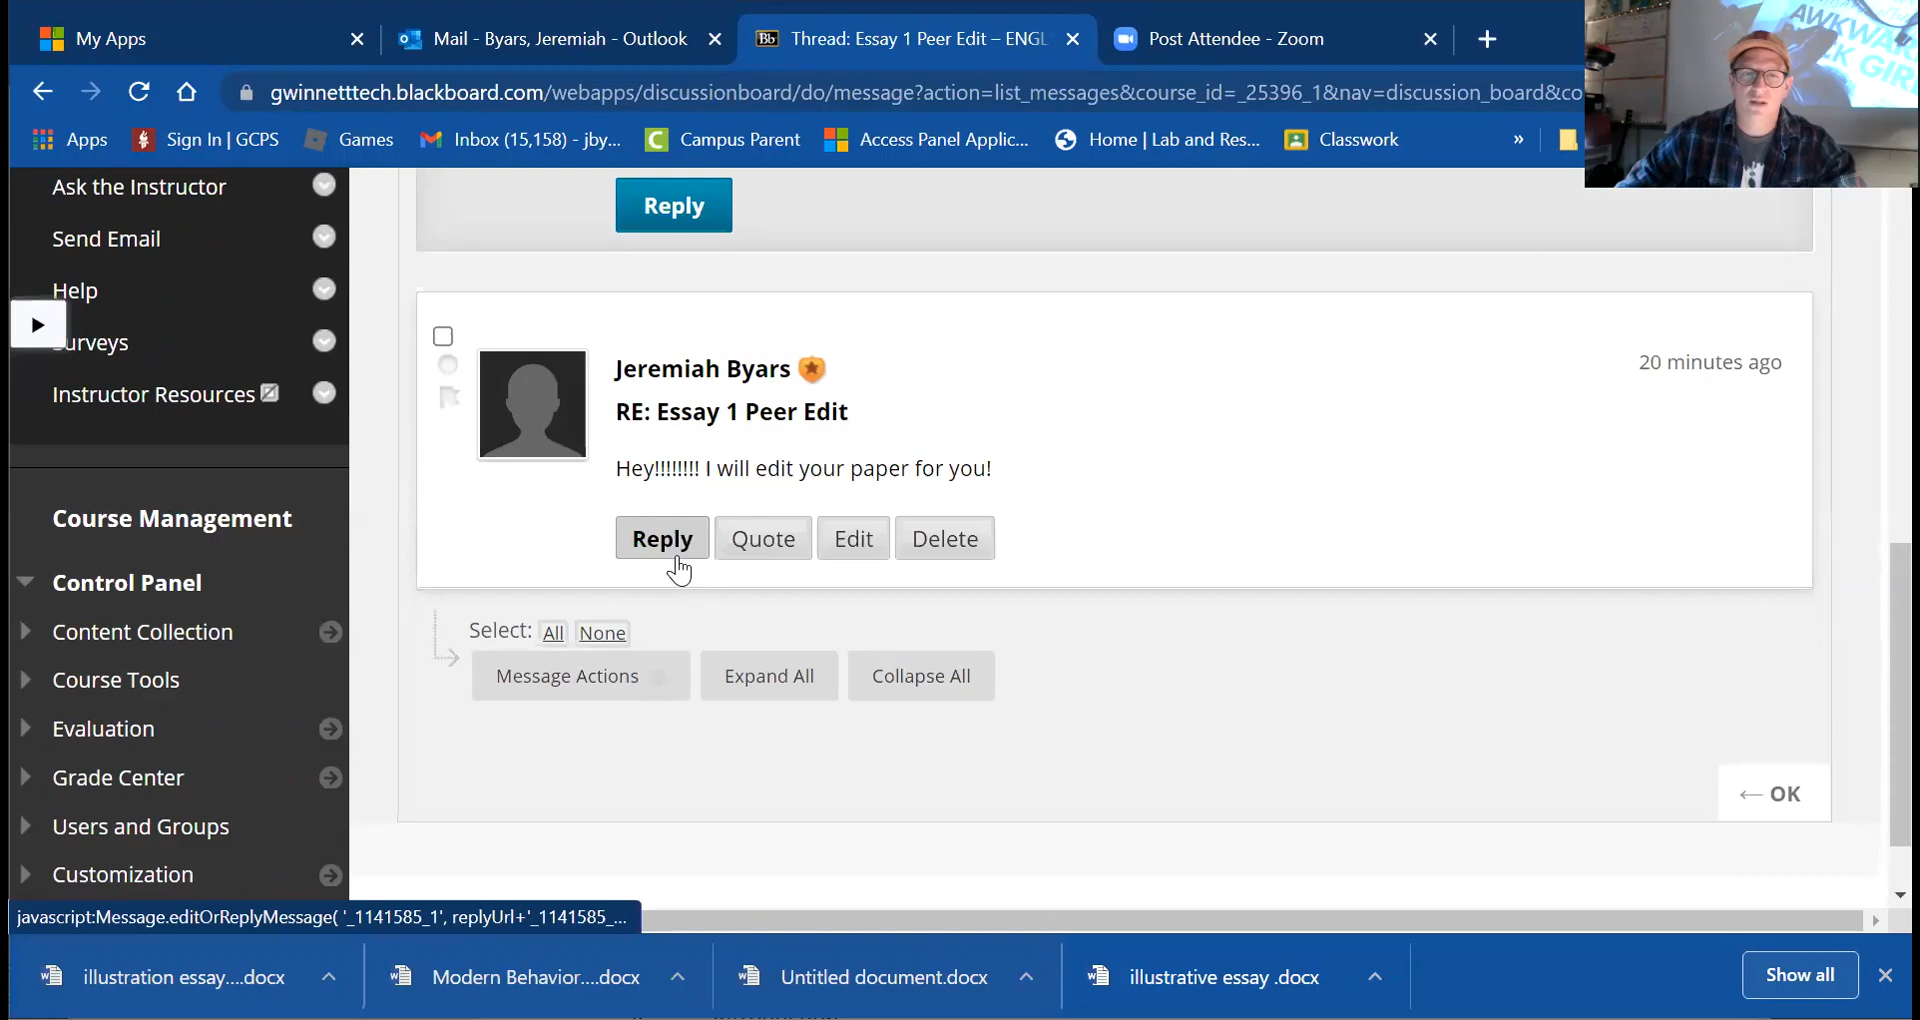 My Apps
Mail - Byars, Jeremiah - Outlook
Bb
Thread: Essay 1 Peer Edit – ENGL
Post Attendee - Zoom
gwinnetttech.blackboard.com/webapps/discussionboard/do/message?action=list_messages&course_id=_25396_1&nav=discussion_board&co
Apps
Sign In | GCPS
Games
Inbox (15,158) - jby...
Campus Parent
Access Panel Applic...
Home | Lab and Res...
Classwork
»
AWKWAR
CK GIR
Ask the Instructor
Send Email
Help
urveys
Instructor Resources
Course Management
Control Panel
Content Collection
Course Tools
Evaluation
Grade Center
Users and Groups
Customization
Reply
Jeremiah Byars
20 minutes ago
RE: Essay 1 Peer Edit
Hey!!!!!!!! I will edit your paper for you!
Reply Quote Edit Delete
Select: All None
Message Actions Expand All Collapse All
OK
javascript:Message.editOrReplyMessage( '_1141585_1', replyUrl+'_1141585_...
illustration essay....docx
Modern Behavior....docx
Untitled document.docx
illustrative essay .docx
Show all